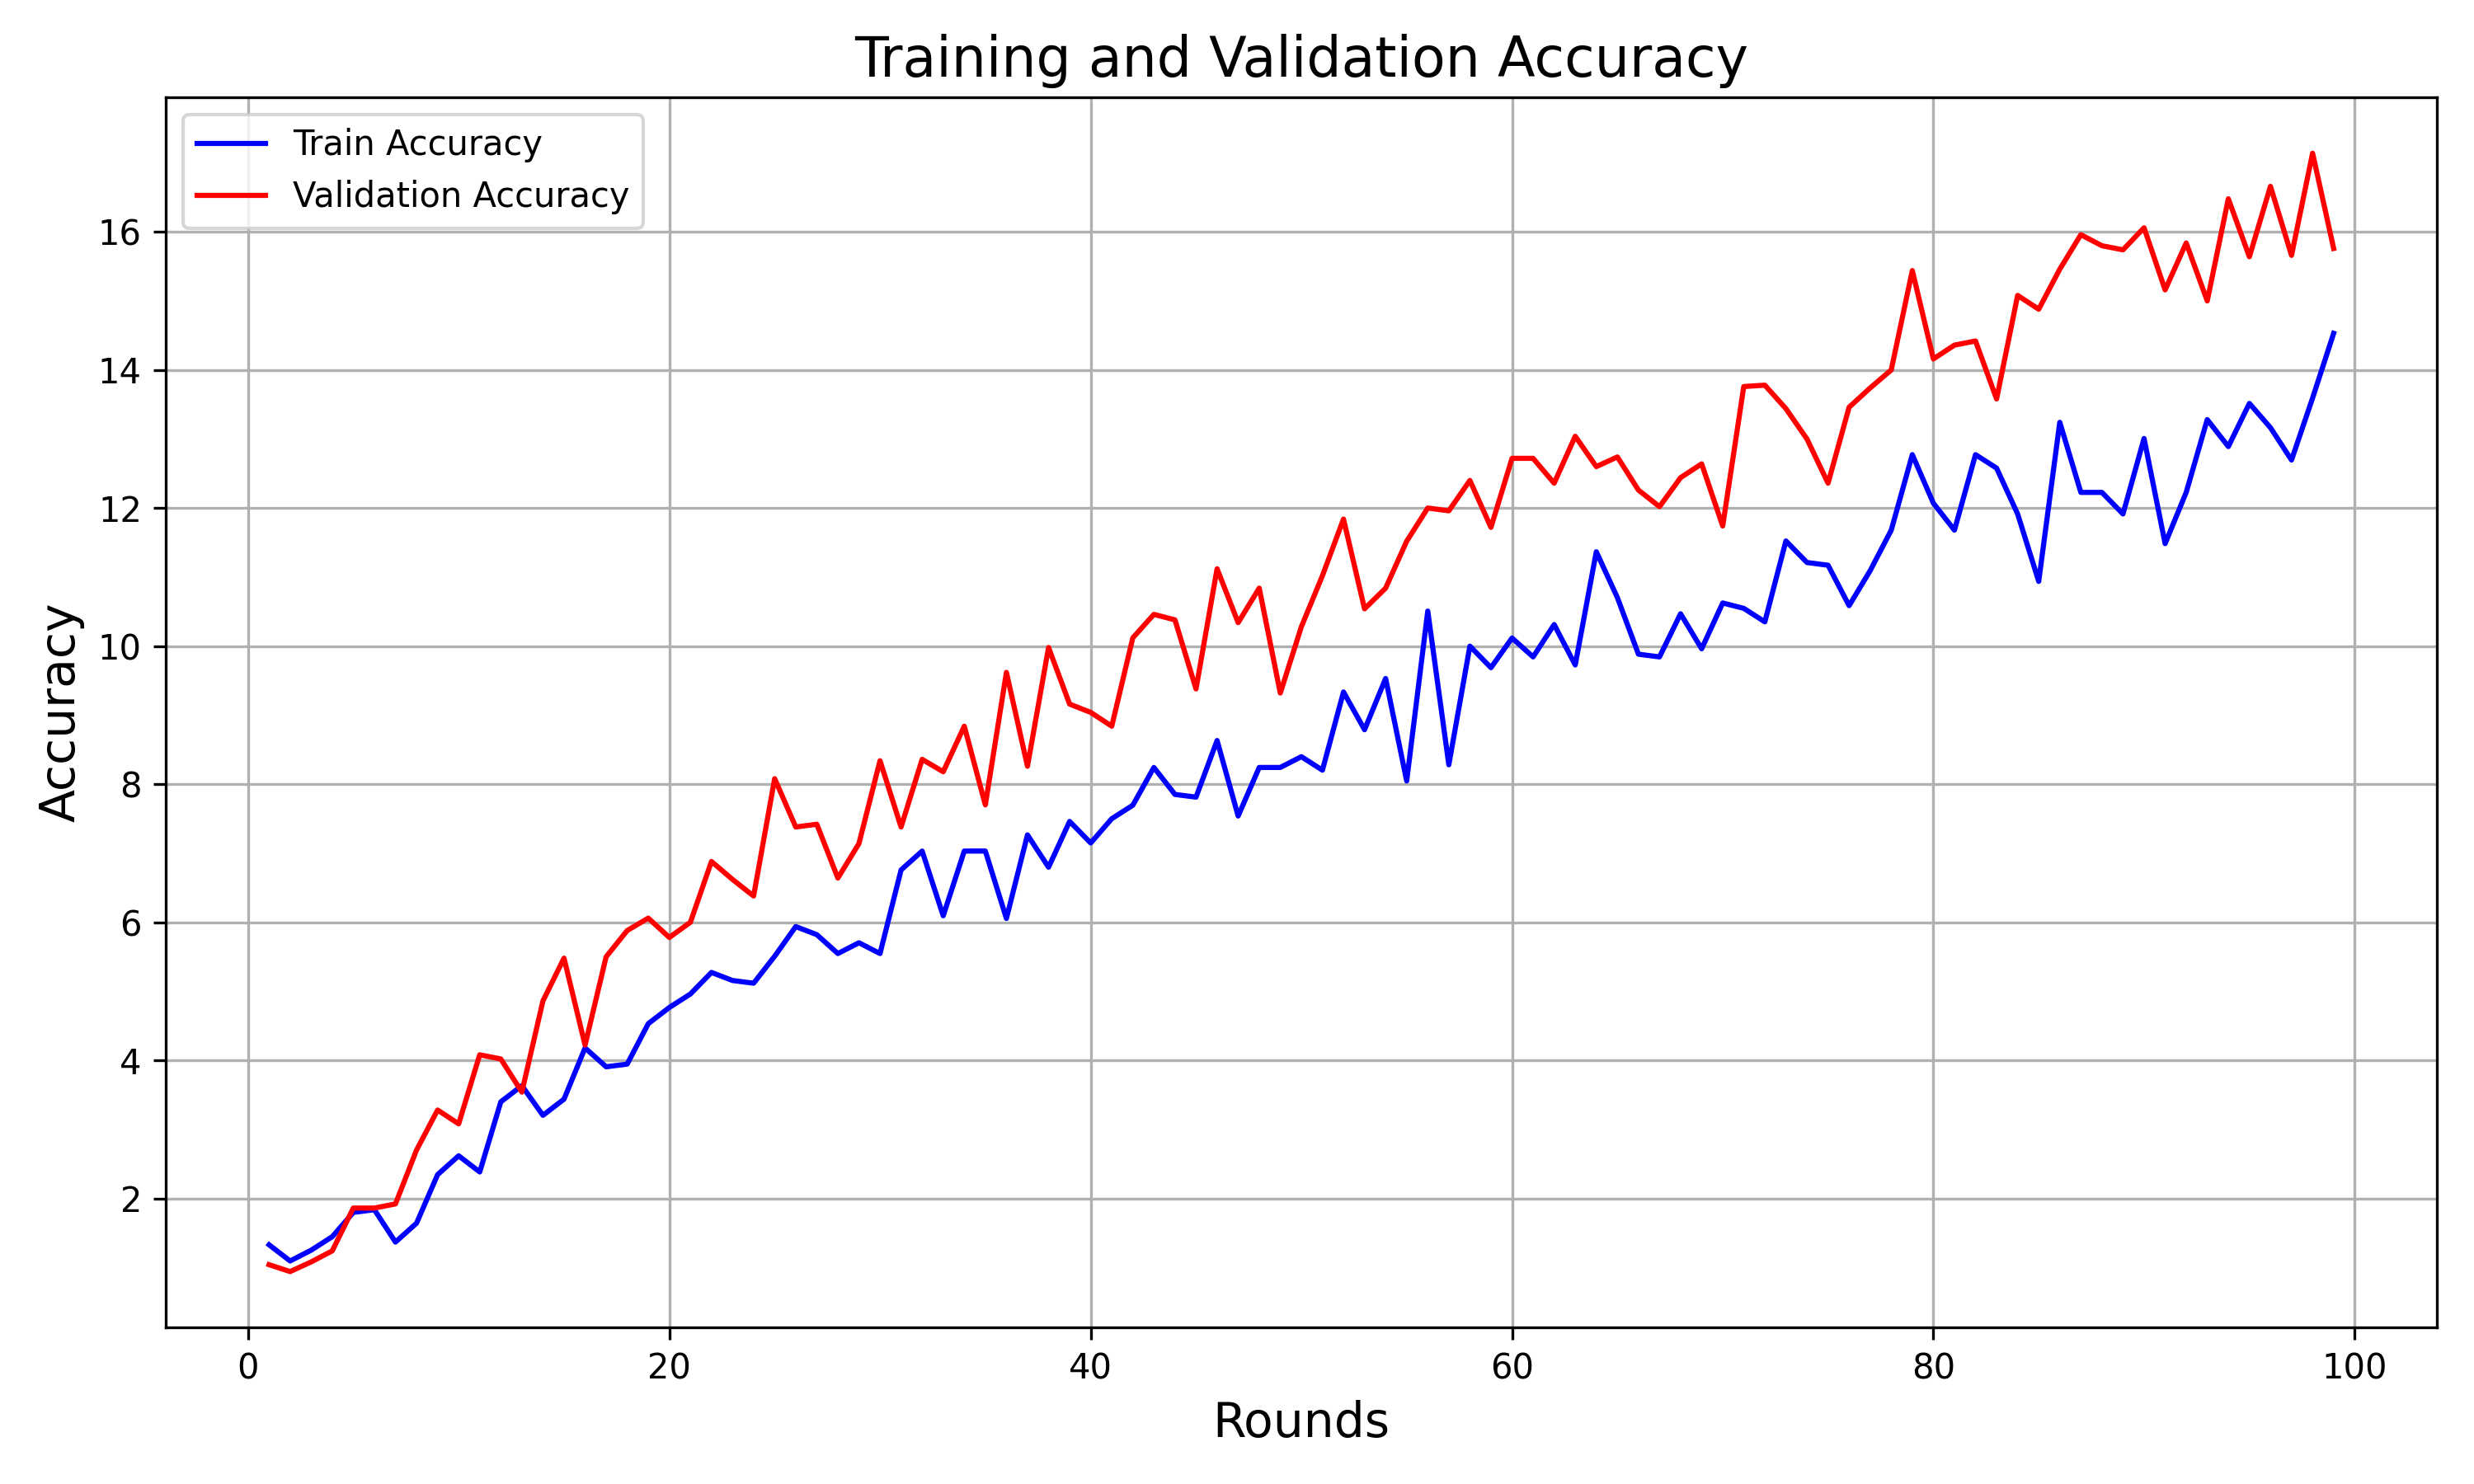 Training and Validation Accuracy
Train Accuracy
Validation Accuracy
Accuracy
16
14
12
10
8
6
4
2
0 20 40 60 80 100
Rounds